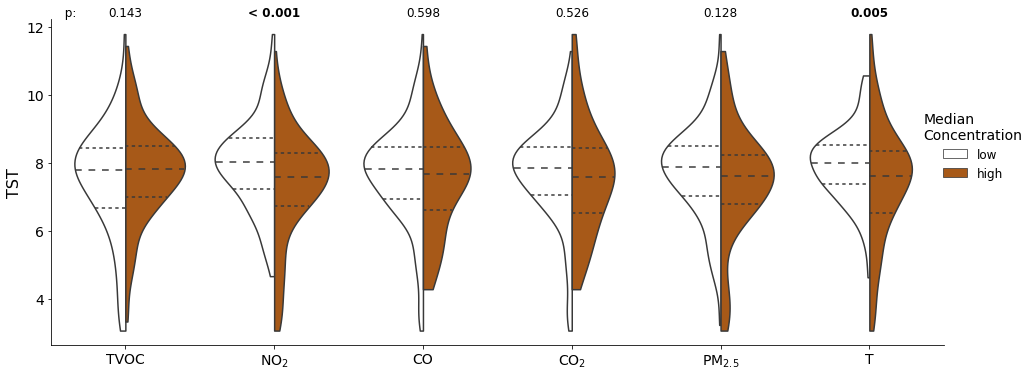 p: 0.143 < 0.001 0.598 0.526 0.128 0.005
12
10
8
6
4
TST
Median
Concentration
low
high
TVOC NO₂ CO CO₂ PM₂.₅ T